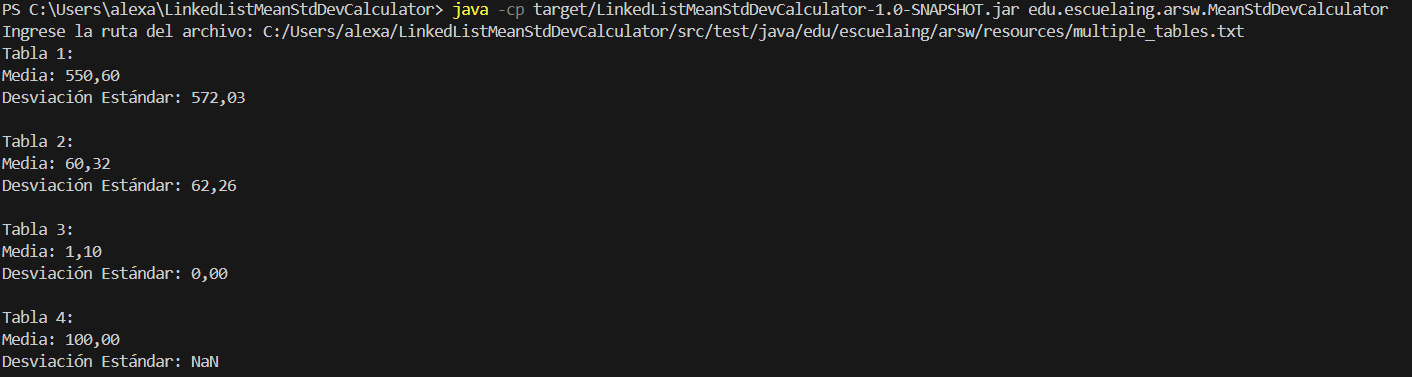 PS C:\Users\alexa\LinkedListMeanStdDevCalculator> java -cp target/LinkedListMeanStdDevCalculator-1.0-SNAPSHOT.jar edu.escuelaing.arsw.MeanStdDevCalculator
Ingrese la ruta del archivo: C:/Users/alexa/LinkedListMeanStdDevCalculator/src/test/java/edu/escuelaing/arsw/resources/multiple_tables.txt
Tabla 1:
Media: 550,60
Desviación Estándar: 572,03
Tabla 2:
Media: 60,32
Desviación Estándar: 62,26
Tabla 3:
Media: 1,10
Desviación Estándar: 0,00
Tabla 4:
Media: 100,00
Desviación Estándar: NaN